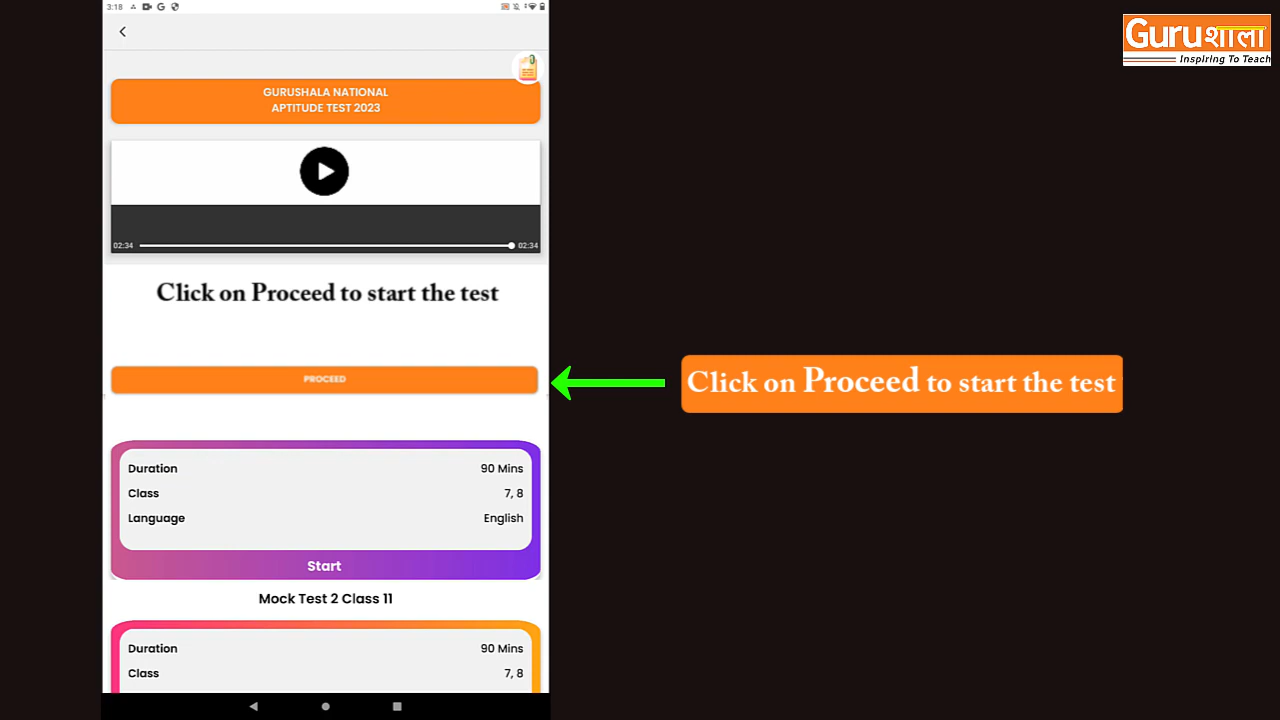 3:18
Guruशाला
Inspiring To Teach
GURUSHALA NATIONAL
APTITUDE TEST 2023
02:34 02:34
Click on Proceed to start the test
PROCEED
Click on Proceed to start the test
Duration 90 Mins
Class 7, 8
Language English
Start
Mock Test 2 Class 11
Duration 90 Mins
Class 7, 8